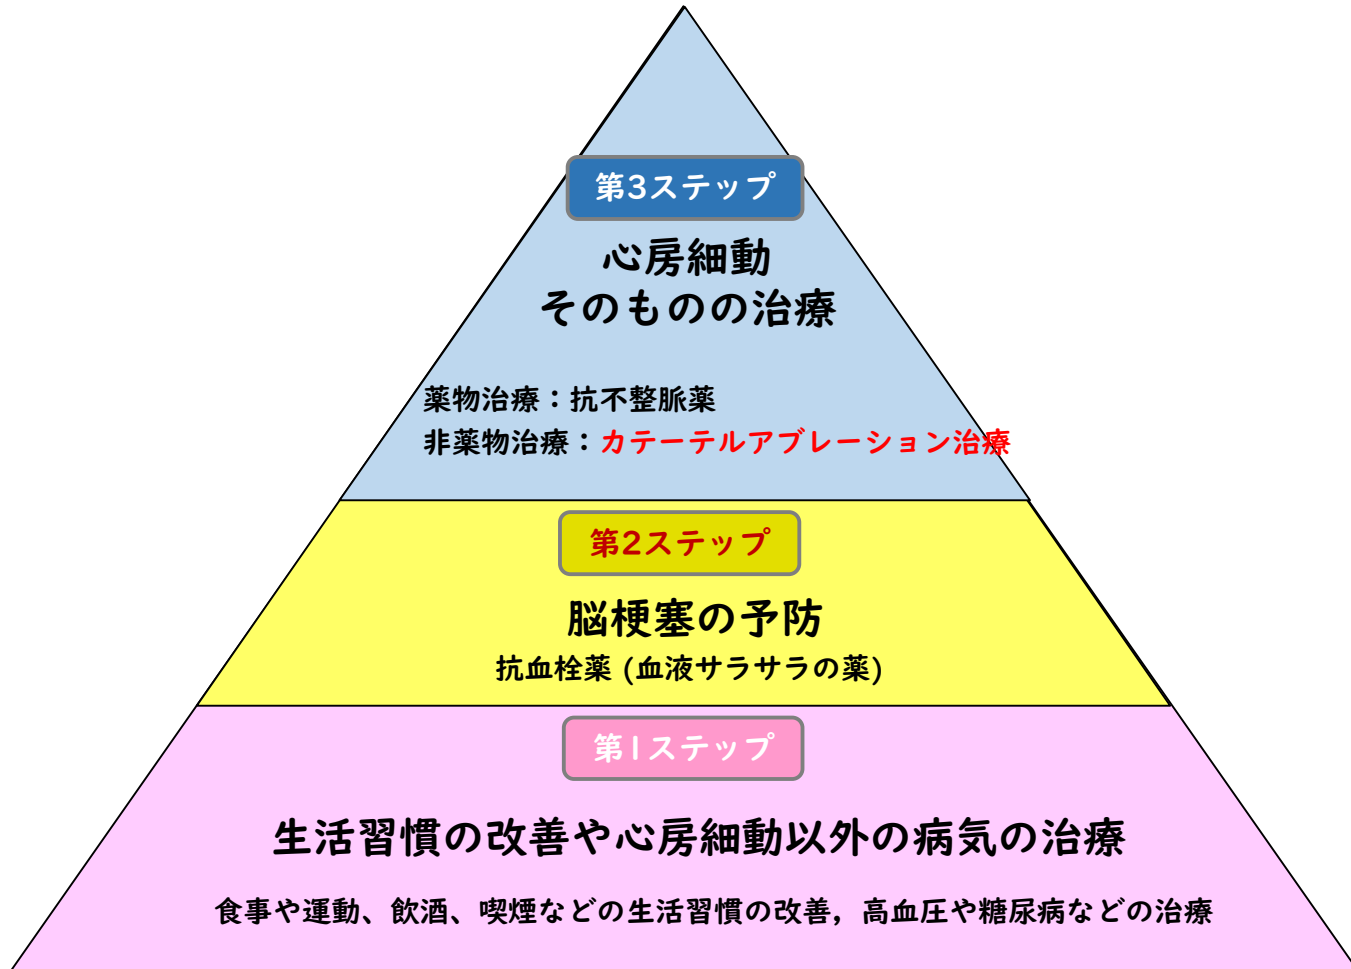 第3ステップ
心房細動
そのものの治療
薬物治療：抗不整脈薬
非薬物治療：カテーテルアブレーション治療
第2ステップ
脳梗塞の予防
抗血栓薬 (血液サラサラの薬)
第1ステップ
生活習慣の改善や心房細動以外の病気の治療
食事や運動、飲酒、喫煙などの生活習慣の改善，高血圧や糖尿病などの治療